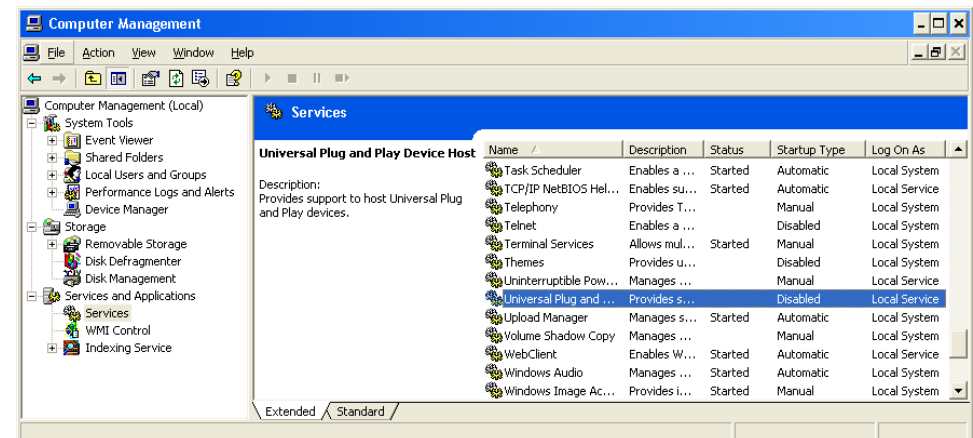 Computer Management
File Action View Window Help
Computer Management (Local)
System Tools
Event Viewer
Shared Folders
Local Users and Groups
Performance Logs and Alerts
Device Manager
Storage
Removable Storage
Disk Defragmenter
Disk Management
Services and Applications
Services
WMI Control
Indexing Service
Services
Universal Plug and Play Device Host
Description:
Provides support to host Universal Plug
and Play devices.
Name Description Status Startup Type Log On As
Task Scheduler Enables a ... Started Automatic Local System
TCP/IP NetBIOS Hel... Enables su... Started Automatic Local Service
Telephony Provides T... Manual Local System
Telnet Enables a ... Disabled Local System
Terminal Services Allows mul... Started Manual Local System
Themes Provides u... Disabled Local System
Uninterruptible Pow... Manages ... Manual Local Service
Universal Plug and ... Provides s... Disabled Local Service
Upload Manager Manages s... Started Automatic Local System
Volume Shadow Copy Manages ... Manual Local System
WebClient Enables W... Started Automatic Local Service
Windows Audio Manages ... Started Automatic Local System
Windows Image Ac... Provides i... Started Manual Local System
Extended Standard